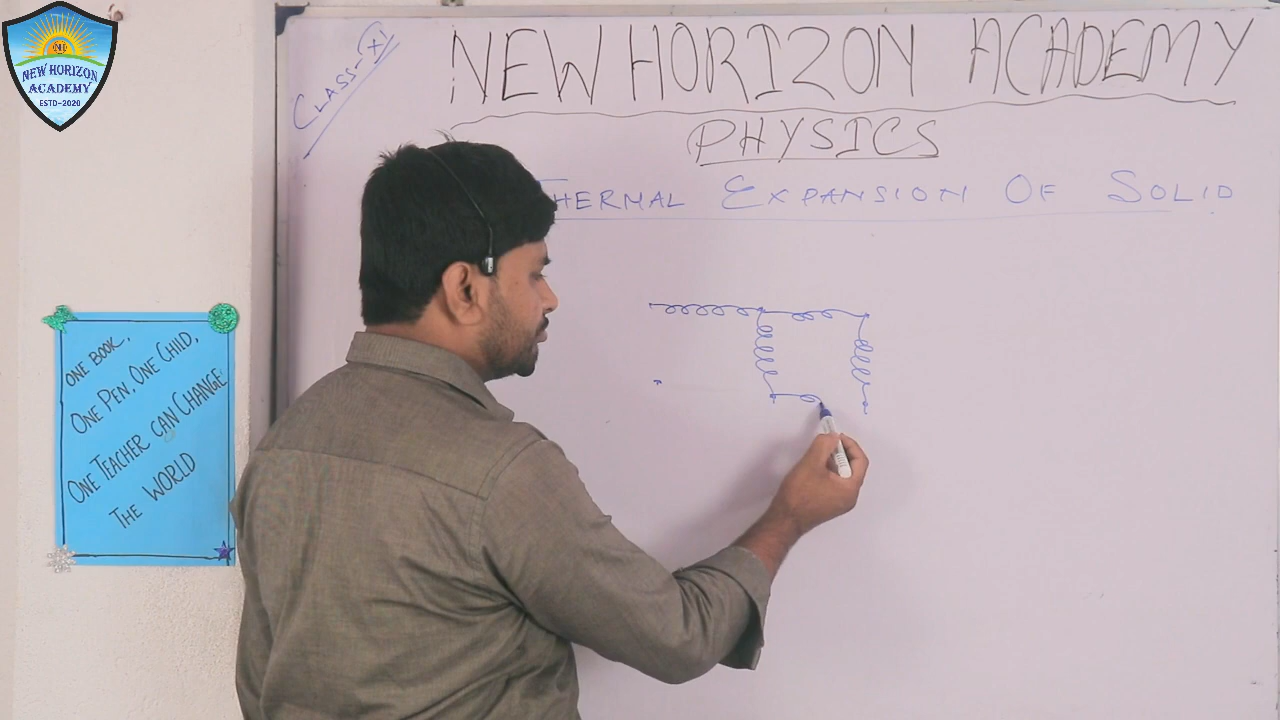 NEW HORIZON
ACADEMY
ESTD-2020
CLASS-XI
NEW HORIZON ACADEMY
PHYSICS
THERMAL EXPANSION OF SOLID
ONE BOOK,
ONE PEN, ONE CHILD,
ONE TEACHER CAN CHANGE
THE WORLD